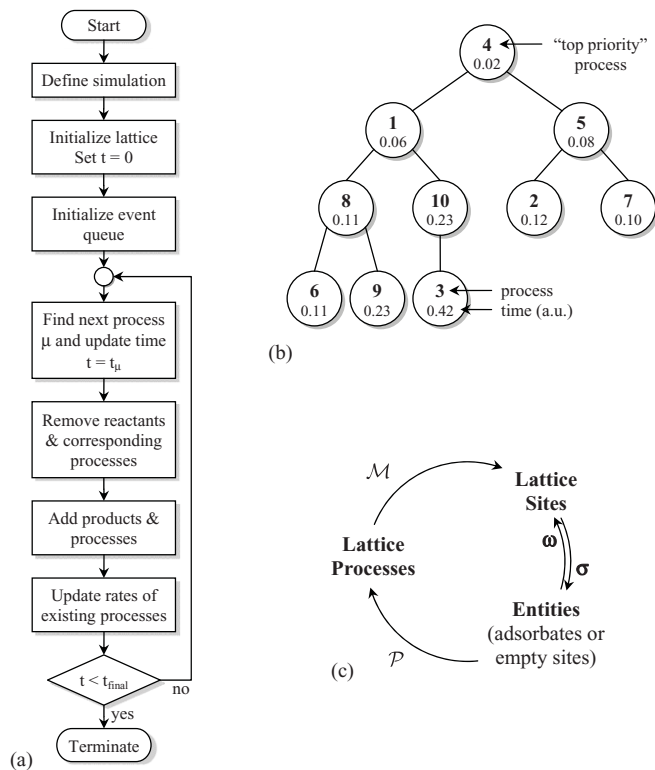 Start
Define simulation
Initialize lattice
Set t = 0
Initialize event
queue
Find next process
μ and update time
t = tμ
Remove reactants
& corresponding
processes
Add products &
processes
Update rates of
existing processes
t < tfinal
no
yes
Terminate
(a)
4
0.02
“top priority”
process
1
0.06
5
0.08
8
0.11
10
0.23
2
0.12
7
0.10
6
0.11
9
0.23
3
0.42
process
time (a.u.)
(b)
ℳ
Lattice
Sites
Lattice
Processes
ω
σ
Entities
(adsorbates or
empty sites)
𝒫
(c)